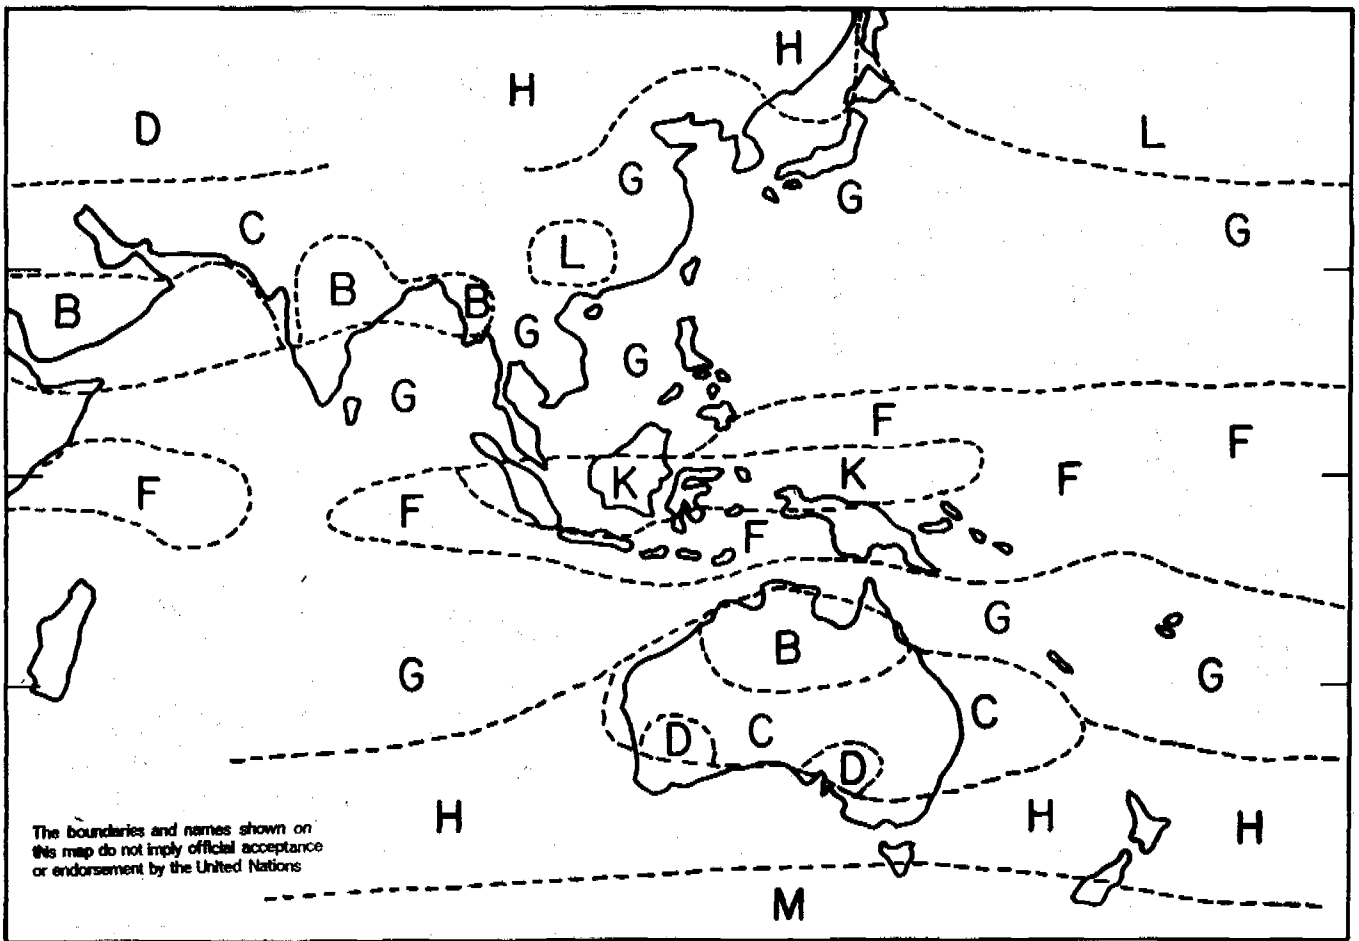 H
H
D
L
G
G
C
G
L
B
B
B
G
G
G
F
F
K
K
F
F
F
F
G
B
G
G
C
C
D
D
H
H
H
The boundaries and names shown on
this map do not imply official acceptance
or endorsement by the United Nations
M